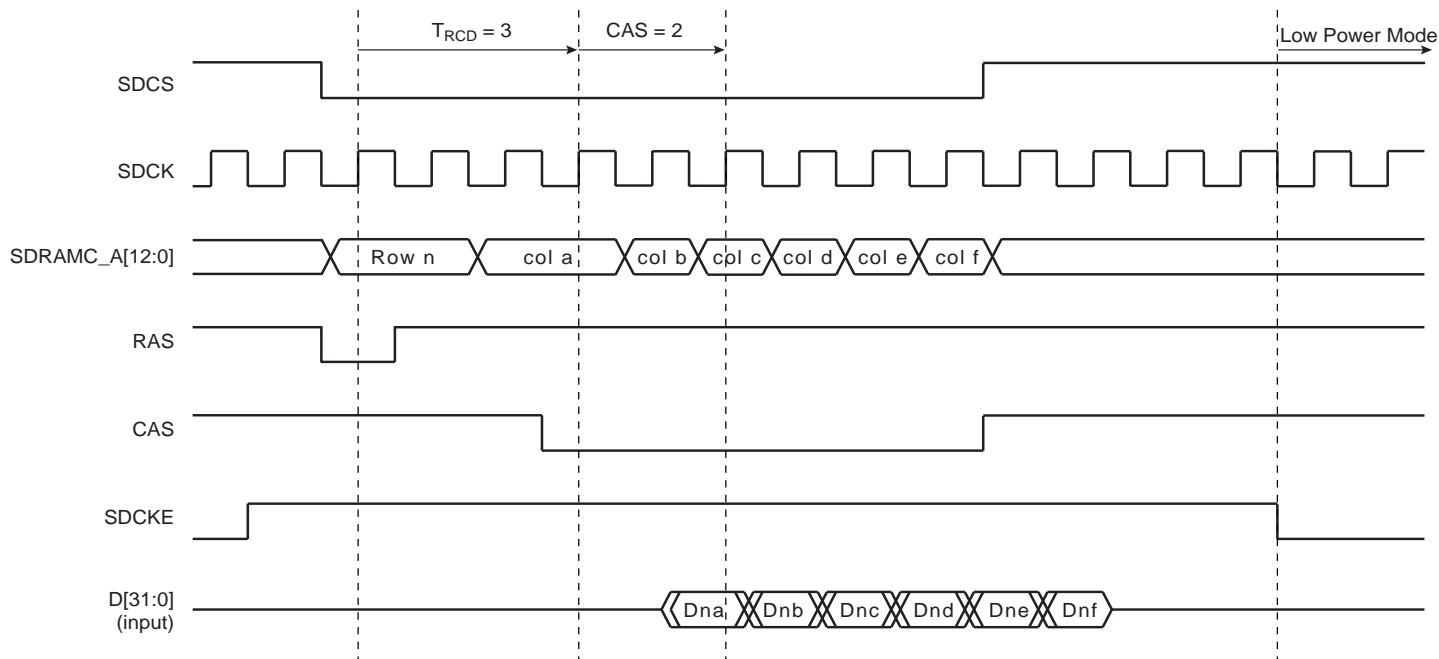 T_RCD = 3
CAS = 2
Low Power Mode
SDCS
SDCK
SDRAMC_A[12:0]
Row n
col a
col b
col c
col d
col e
col f
RAS
CAS
SDCKE
D[31:0]
(input)
Dna
Dnb
Dnc
Dnd
Dne
Dnf